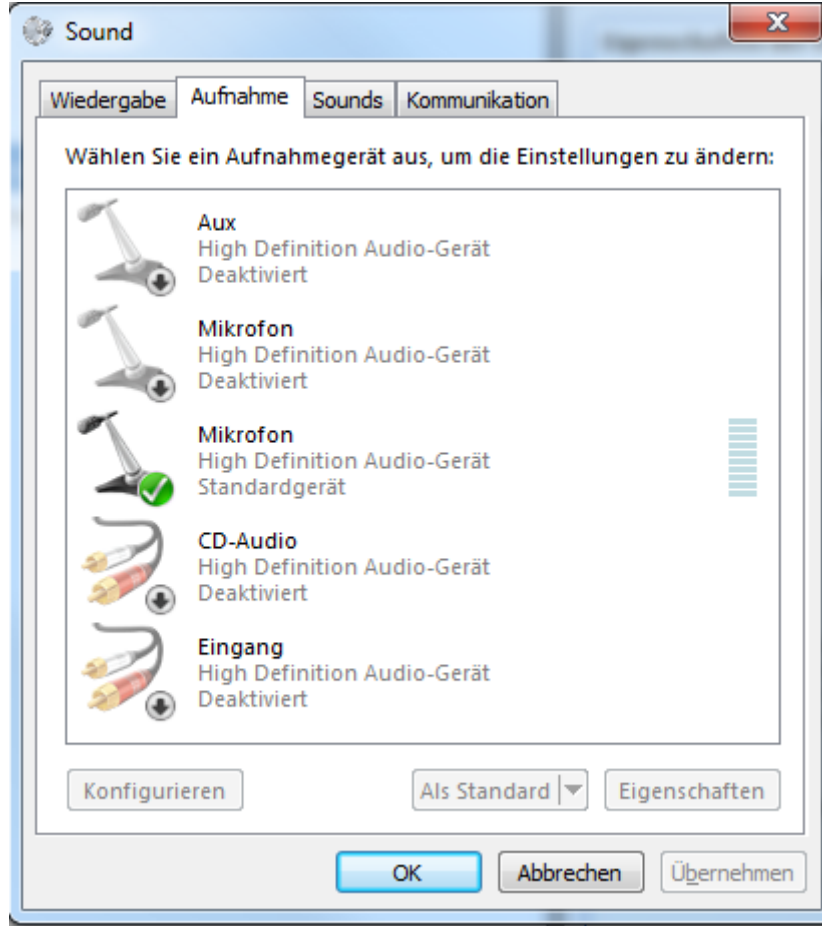 Sound
Wiedergabe Aufnahme Sounds Kommunikation
Wählen Sie ein Aufnahmegerät aus, um die Einstellungen zu ändern:
Aux
High Definition Audio-Gerät
Deaktiviert
Mikrofon
High Definition Audio-Gerät
Deaktiviert
Mikrofon
High Definition Audio-Gerät
Standardgerät
CD-Audio
High Definition Audio-Gerät
Deaktiviert
Eingang
High Definition Audio-Gerät
Deaktiviert
Konfigurieren Als Standard Eigenschaften
OK Abbrechen Übernehmen